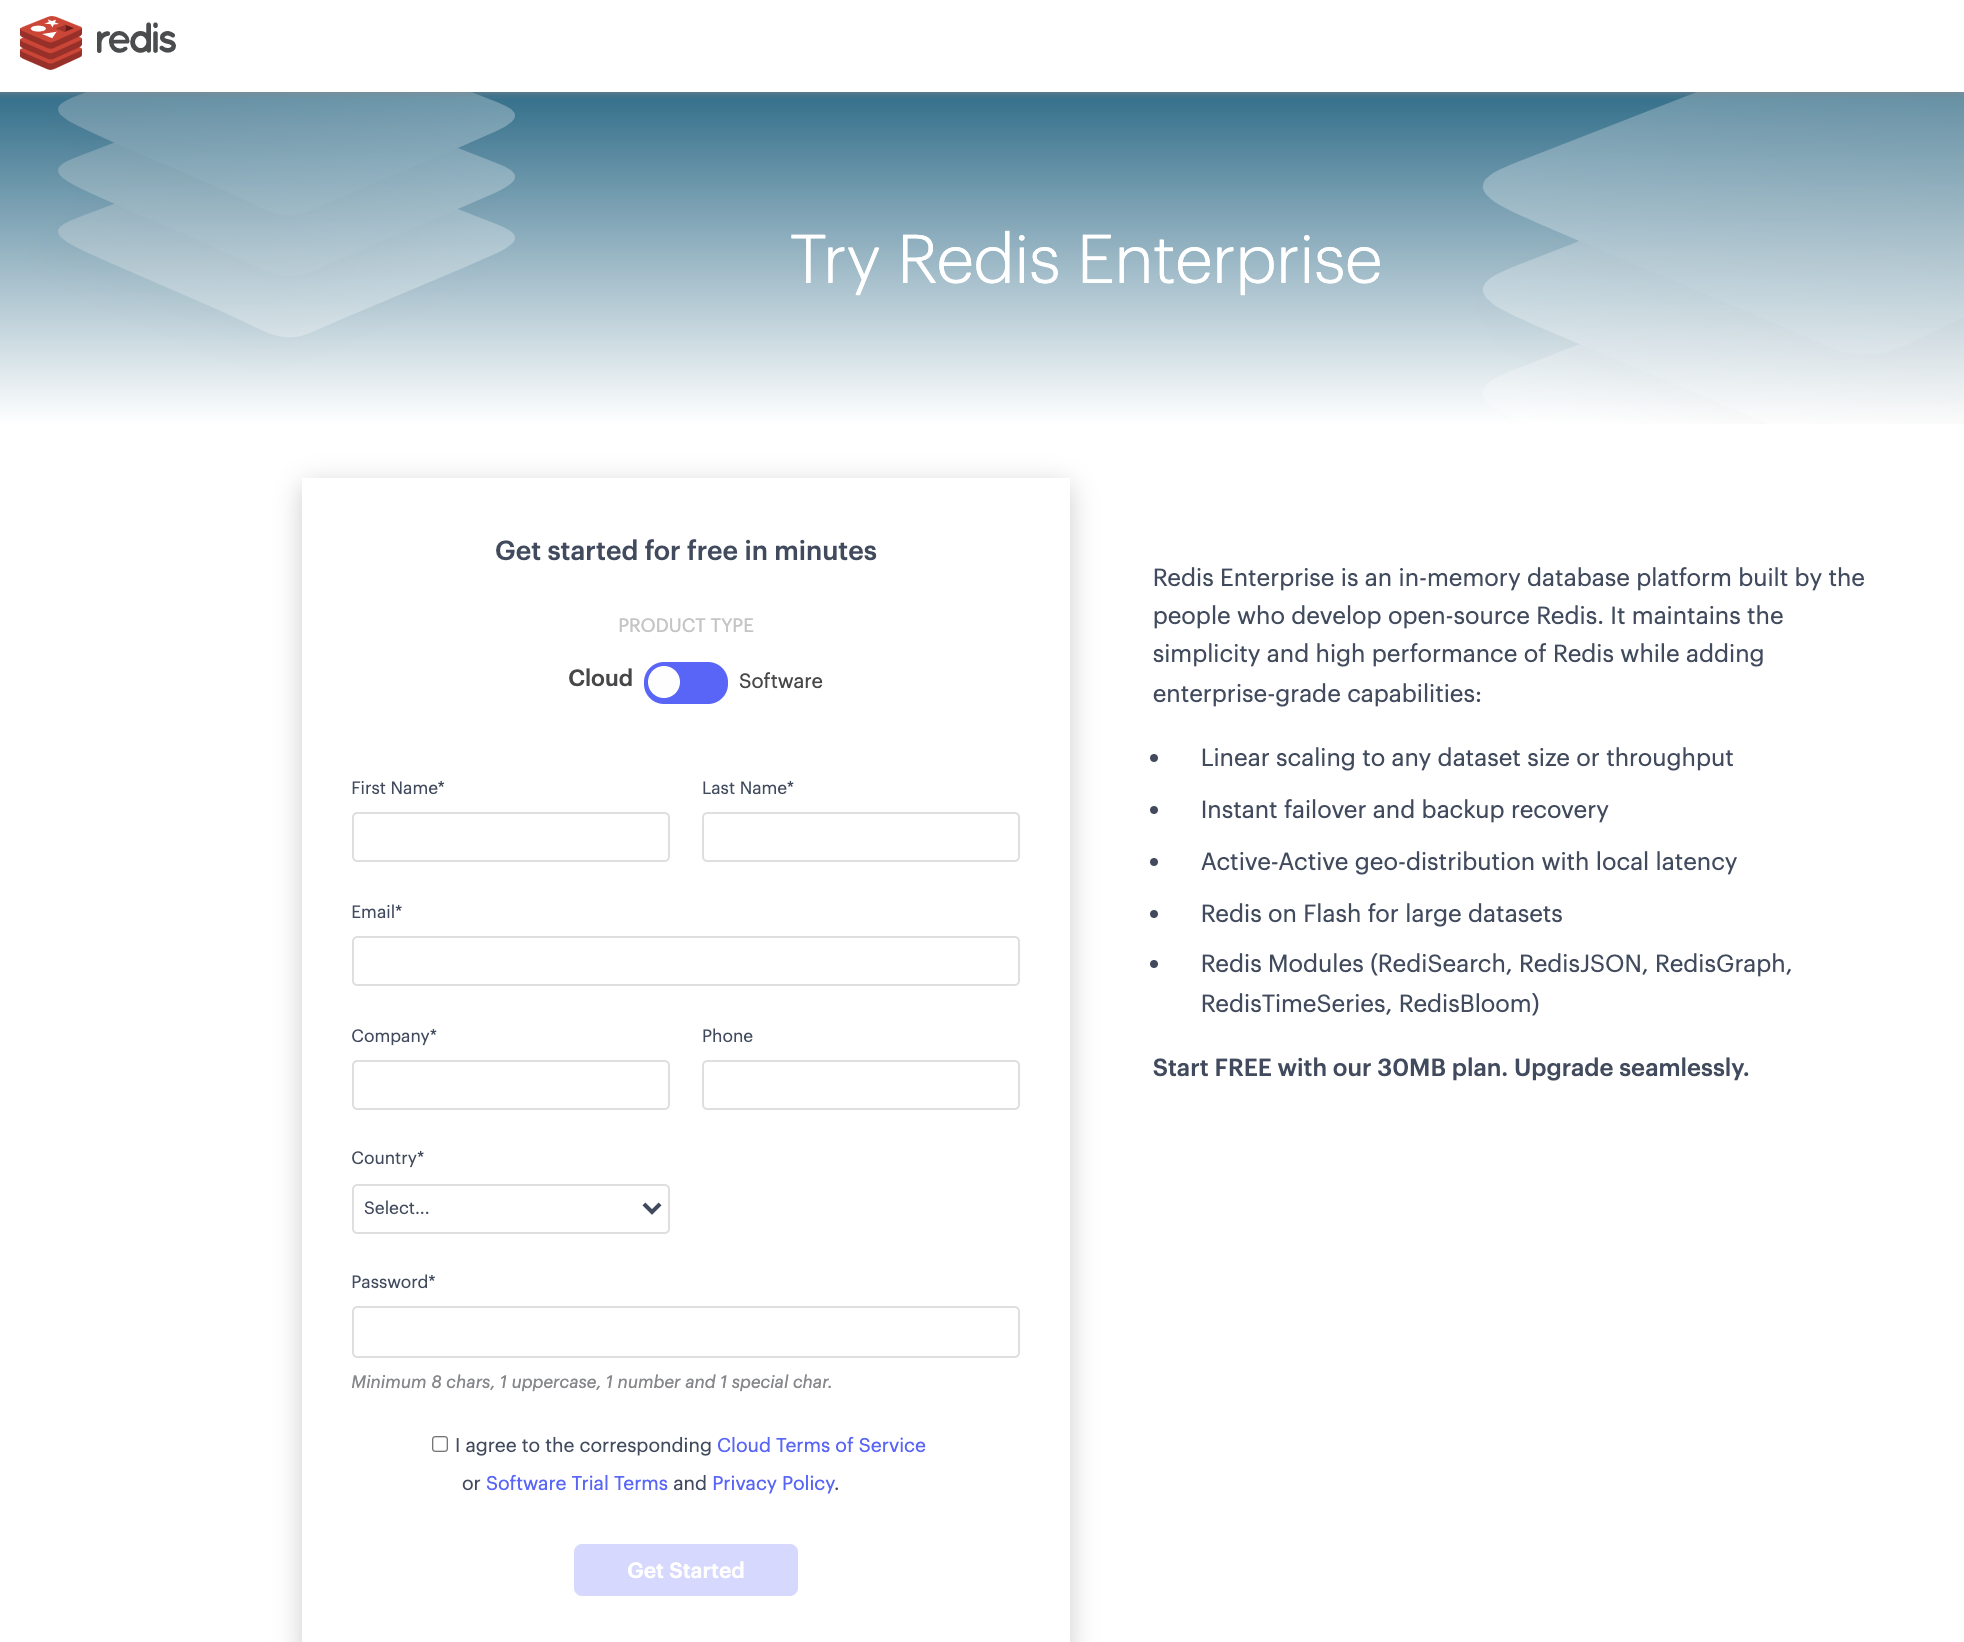 redis
Try Redis Enterprise
Get started for free in minutes
PRODUCT TYPE
Cloud Software
First Name* Last Name*
Email*
Company* Phone
Country*
Select...
Password*
Minimum 8 chars, 1 uppercase, 1 number and 1 special char.
I agree to the corresponding Cloud Terms of Service
or Software Trial Terms and Privacy Policy.
Get Started
Redis Enterprise is an in-memory database platform built by the
people who develop open-source Redis. It maintains the
simplicity and high performance of Redis while adding
enterprise-grade capabilities:
• Linear scaling to any dataset size or throughput
• Instant failover and backup recovery
• Active-Active geo-distribution with local latency
• Redis on Flash for large datasets
• Redis Modules (RediSearch, RedisJSON, RedisGraph,
RedisTimeSeries, RedisBloom)
Start FREE with our 30MB plan. Upgrade seamlessly.